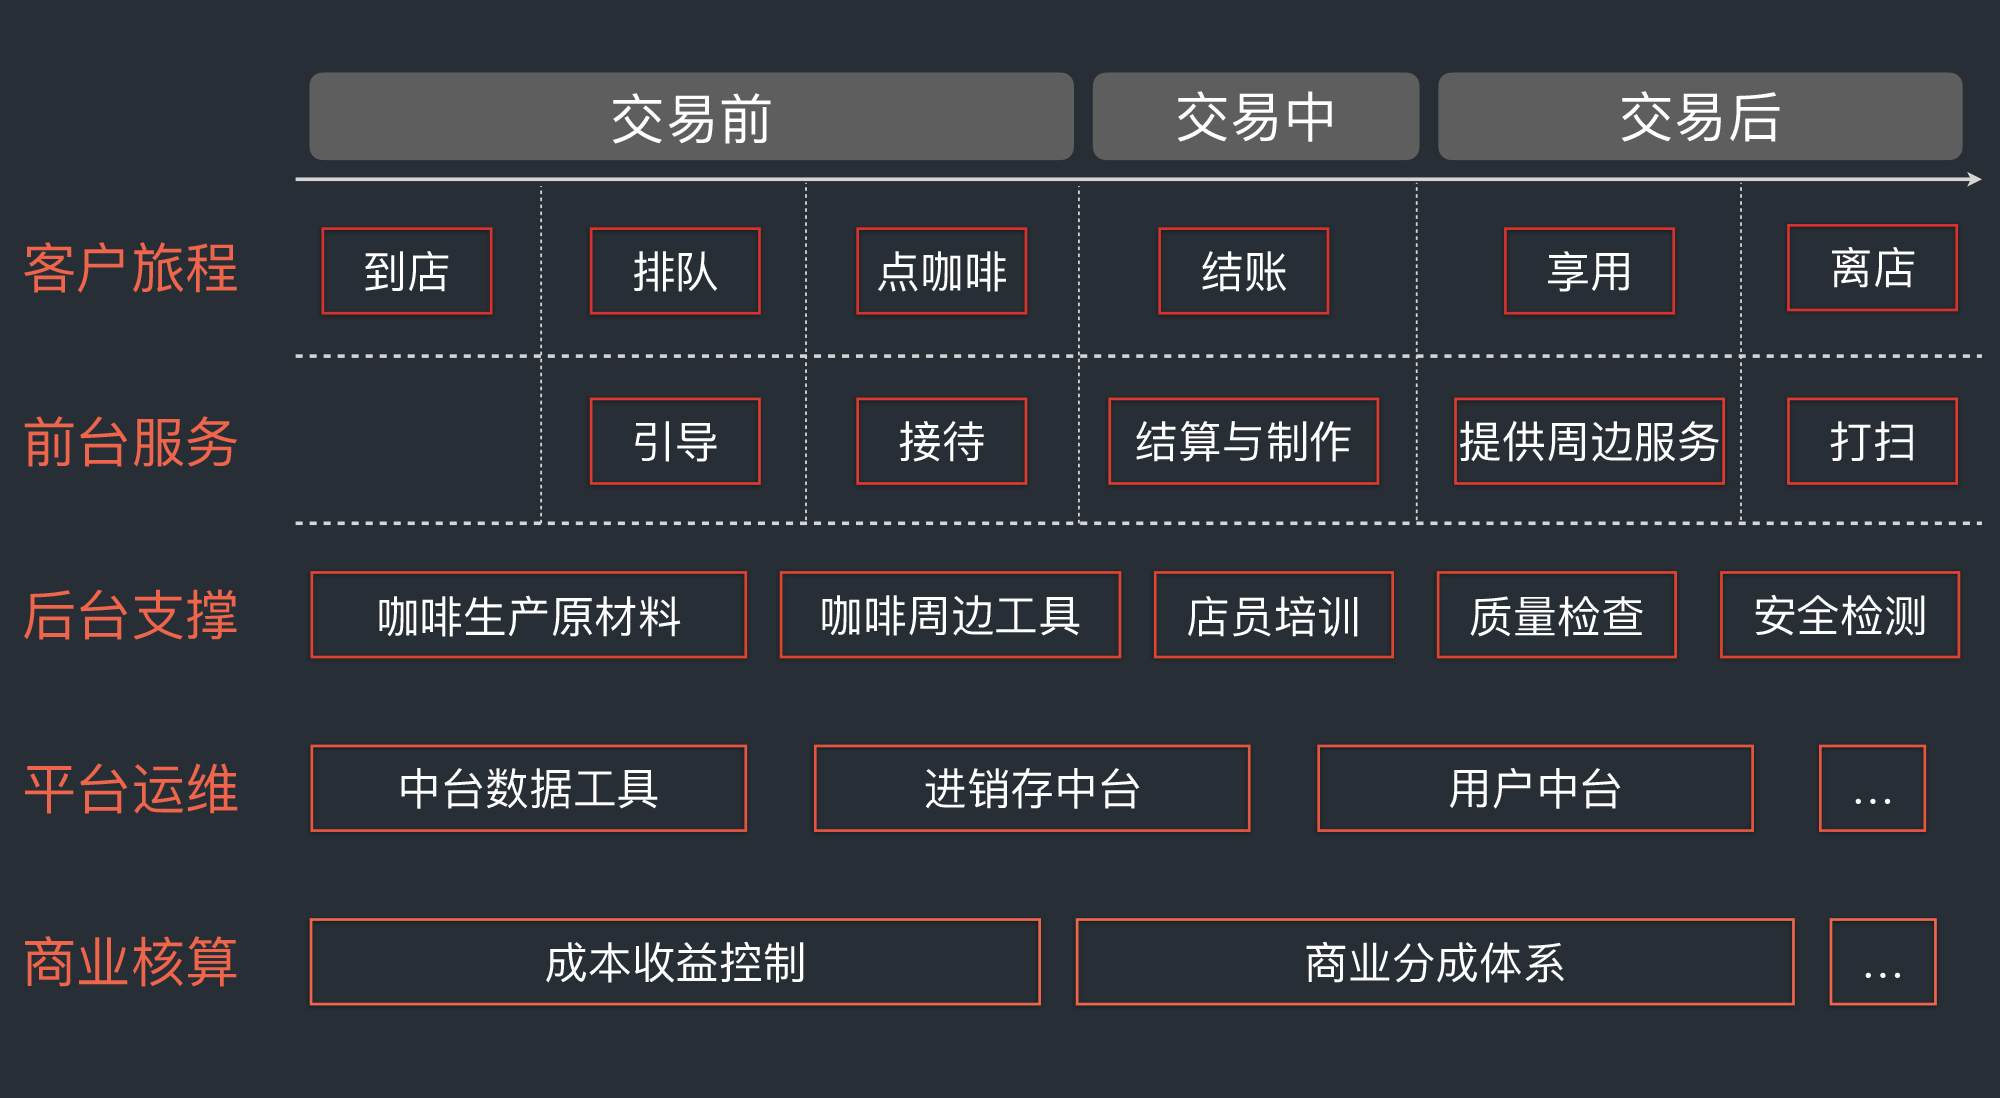 交易前 交易中 交易后
客户旅程 到店 排队 点咖啡 结账 享用 离店
前台服务 引导 接待 结算与制作 提供周边服务 打扫
后台支撑 咖啡生产原材料 咖啡周边工具 店员培训 质量检查 安全检测
平台运维 中台数据工具 进销存中台 用户中台 ...
商业核算 成本收益控制 商业分成体系 ...